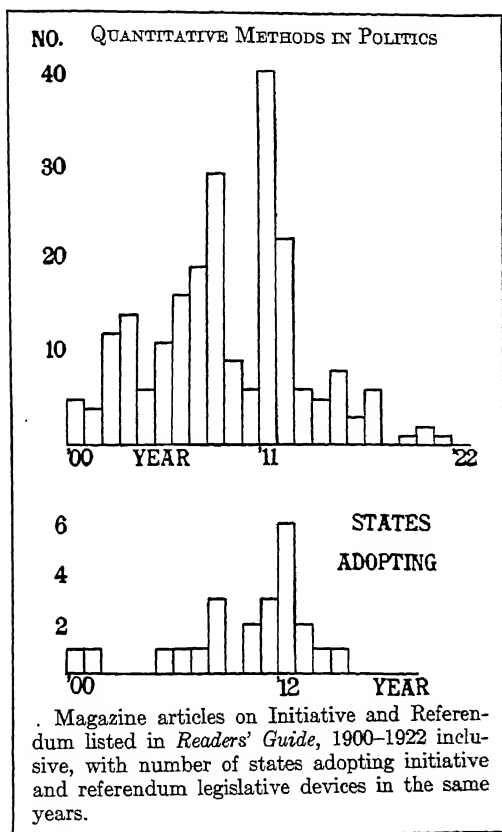 NO. QUANTITATIVE METHODS IN POLITICS
40
30
20
10
'00 YEAR '11 '22
6
4
2
STATES
ADOPTING
'00 '12 YEAR
. Magazine articles on Initiative and Referen-
dum listed in Readers' Guide, 1900–1922 inclu-
sive, with number of states adopting initiative
and referendum legislative devices in the same
years.